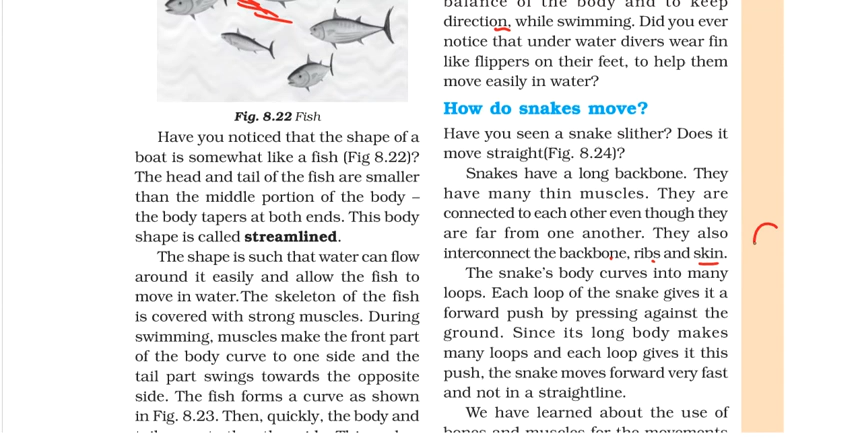 Fig. 8.22 Fish
Have you noticed that the shape of a
boat is somewhat like a fish (Fig 8.22)?
The head and tail of the fish are smaller
than the middle portion of the body –
the body tapers at both ends. This body
shape is called streamlined.
The shape is such that water can flow
around it easily and allow the fish to
move in water.The skeleton of the fish
is covered with strong muscles. During
swimming, muscles make the front part
of the body curve to one side and the
tail part swings towards the opposite
side. The fish forms a curve as shown
in Fig. 8.23. Then, quickly, the body and
balance of the body and to keep
direction, while swimming. Did you ever
notice that under water divers wear fin
like flippers on their feet, to help them
move easily in water?
How do snakes move?
Have you seen a snake slither? Does it
move straight(Fig. 8.24)?
Snakes have a long backbone. They
have many thin muscles. They are
connected to each other even though they
are far from one another. They also
interconnect the backbone, ribs and skin.
The snake's body curves into many
loops. Each loop of the snake gives it a
forward push by pressing against the
ground. Since its long body makes
many loops and each loop gives it this
push, the snake moves forward very fast
and not in a straightline.
We have learned about the use of
bones and muscles for the movements